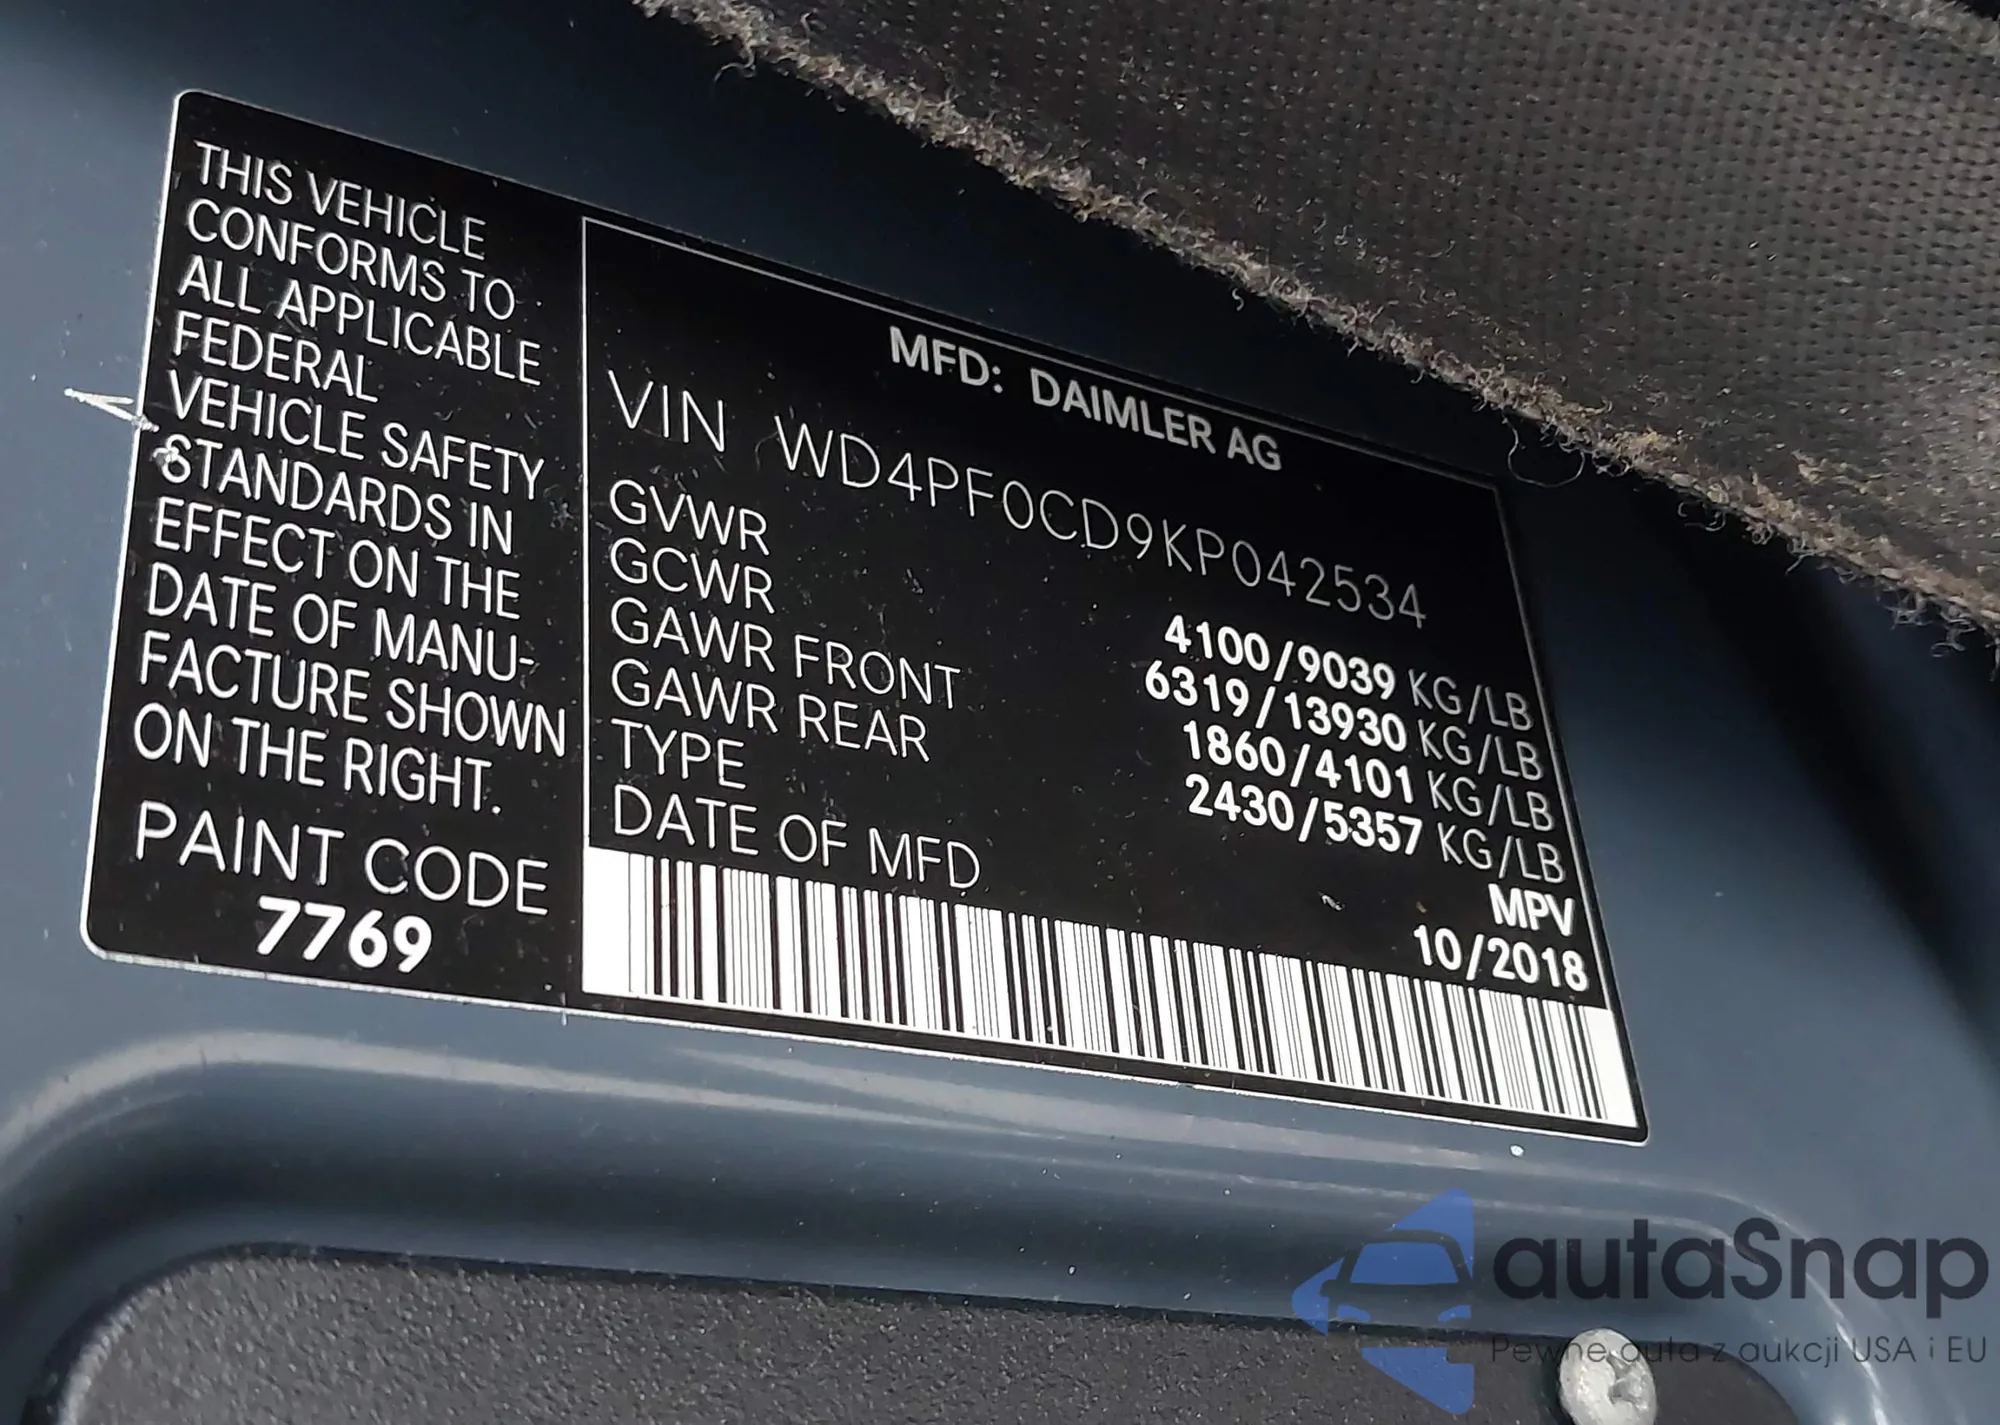 THIS VEHICLE
CONFORMS TO
ALL APPLICABLE
FEDERAL
VEHICLE SAFETY
STANDARDS IN
EFFECT ON THE
DATE OF MANU-
FACTURE SHOWN
ON THE RIGHT.
PAINT CODE
7769
MFD: DAIMLER AG
VIN WD4PF0CD9KP042534
GVWR 4100/9039 KG/LB
GCWR 6319/13930 KG/LB
GAWR FRONT 1860/4101 KG/LB
GAWR REAR 2430/5357 KG/LB
TYPE MPV
DATE OF MFD 10/2018
autaSnap
Pewne auta z aukcji USA i EU